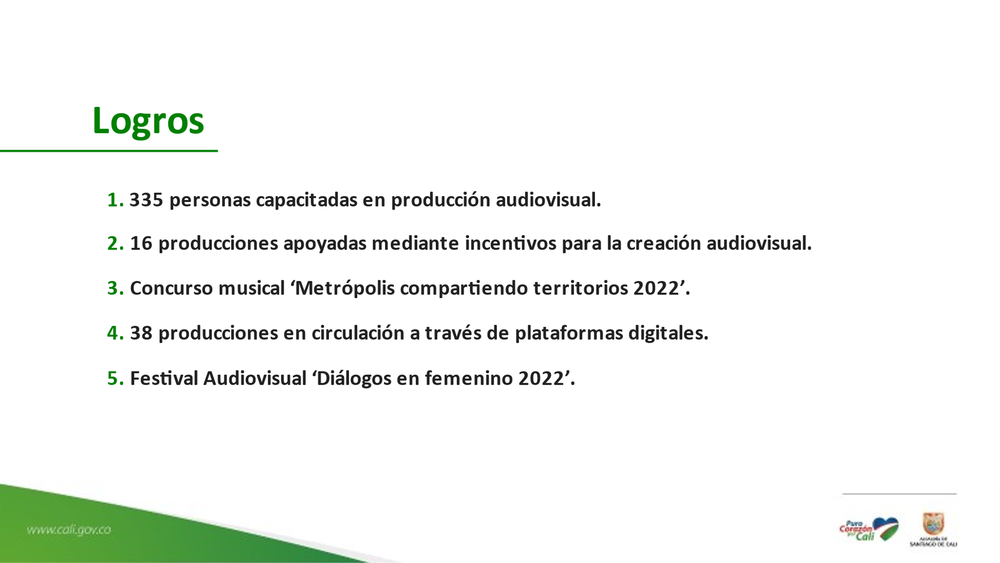 Logros
1. 335 personas capacitadas en producción audiovisual.
2. 16 producciones apoyadas mediante incentivos para la creación audiovisual.
3. Concurso musical ‘Metrópolis compartiendo territorios 2022’.
4. 38 producciones en circulación a través de plataformas digitales.
5. Festival Audiovisual ‘Diálogos en femenino 2022’.
www.cali.gov.co
Puro
Corazón
por Cali
ALCALDÍA DE
SANTIAGO DE CALI